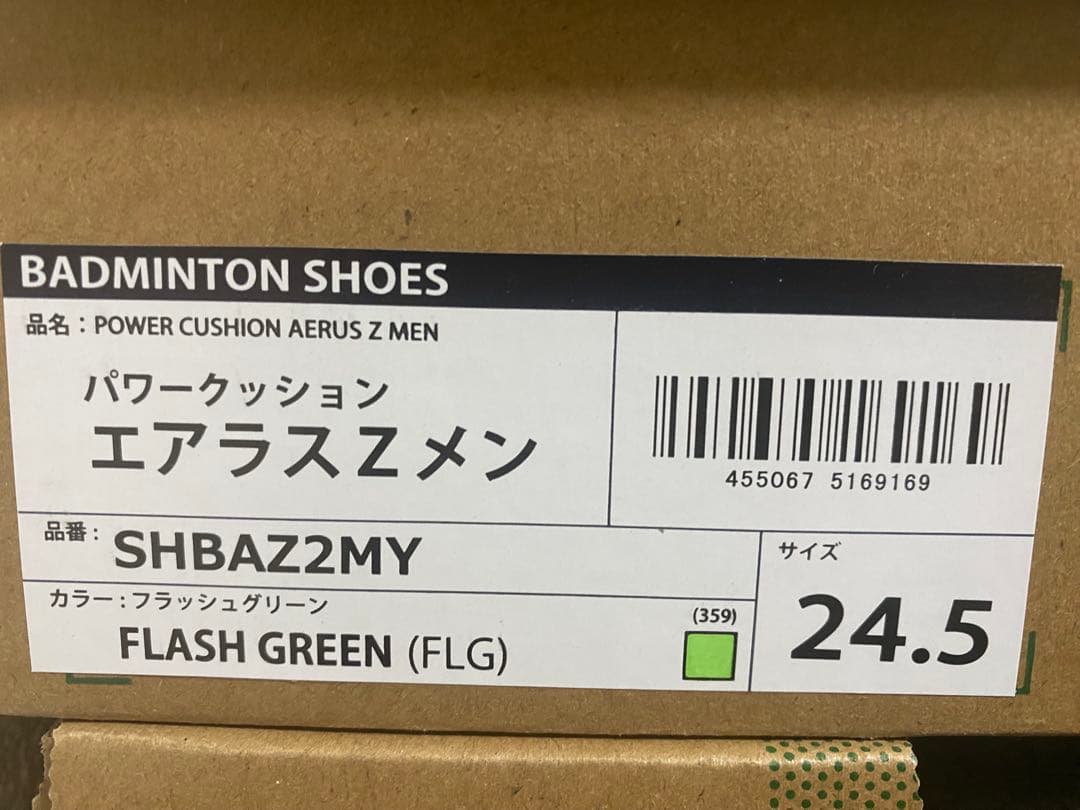 BADMINTON SHOES
品名:POWER CUSHION AERUS Z MEN
パワークッション
エアラスZメン
455067 5169169
品番:
SHBAZ2MY
カラー:フラッシュグリーン
FLASH GREEN (FLG)
(359)
サイズ
24.5